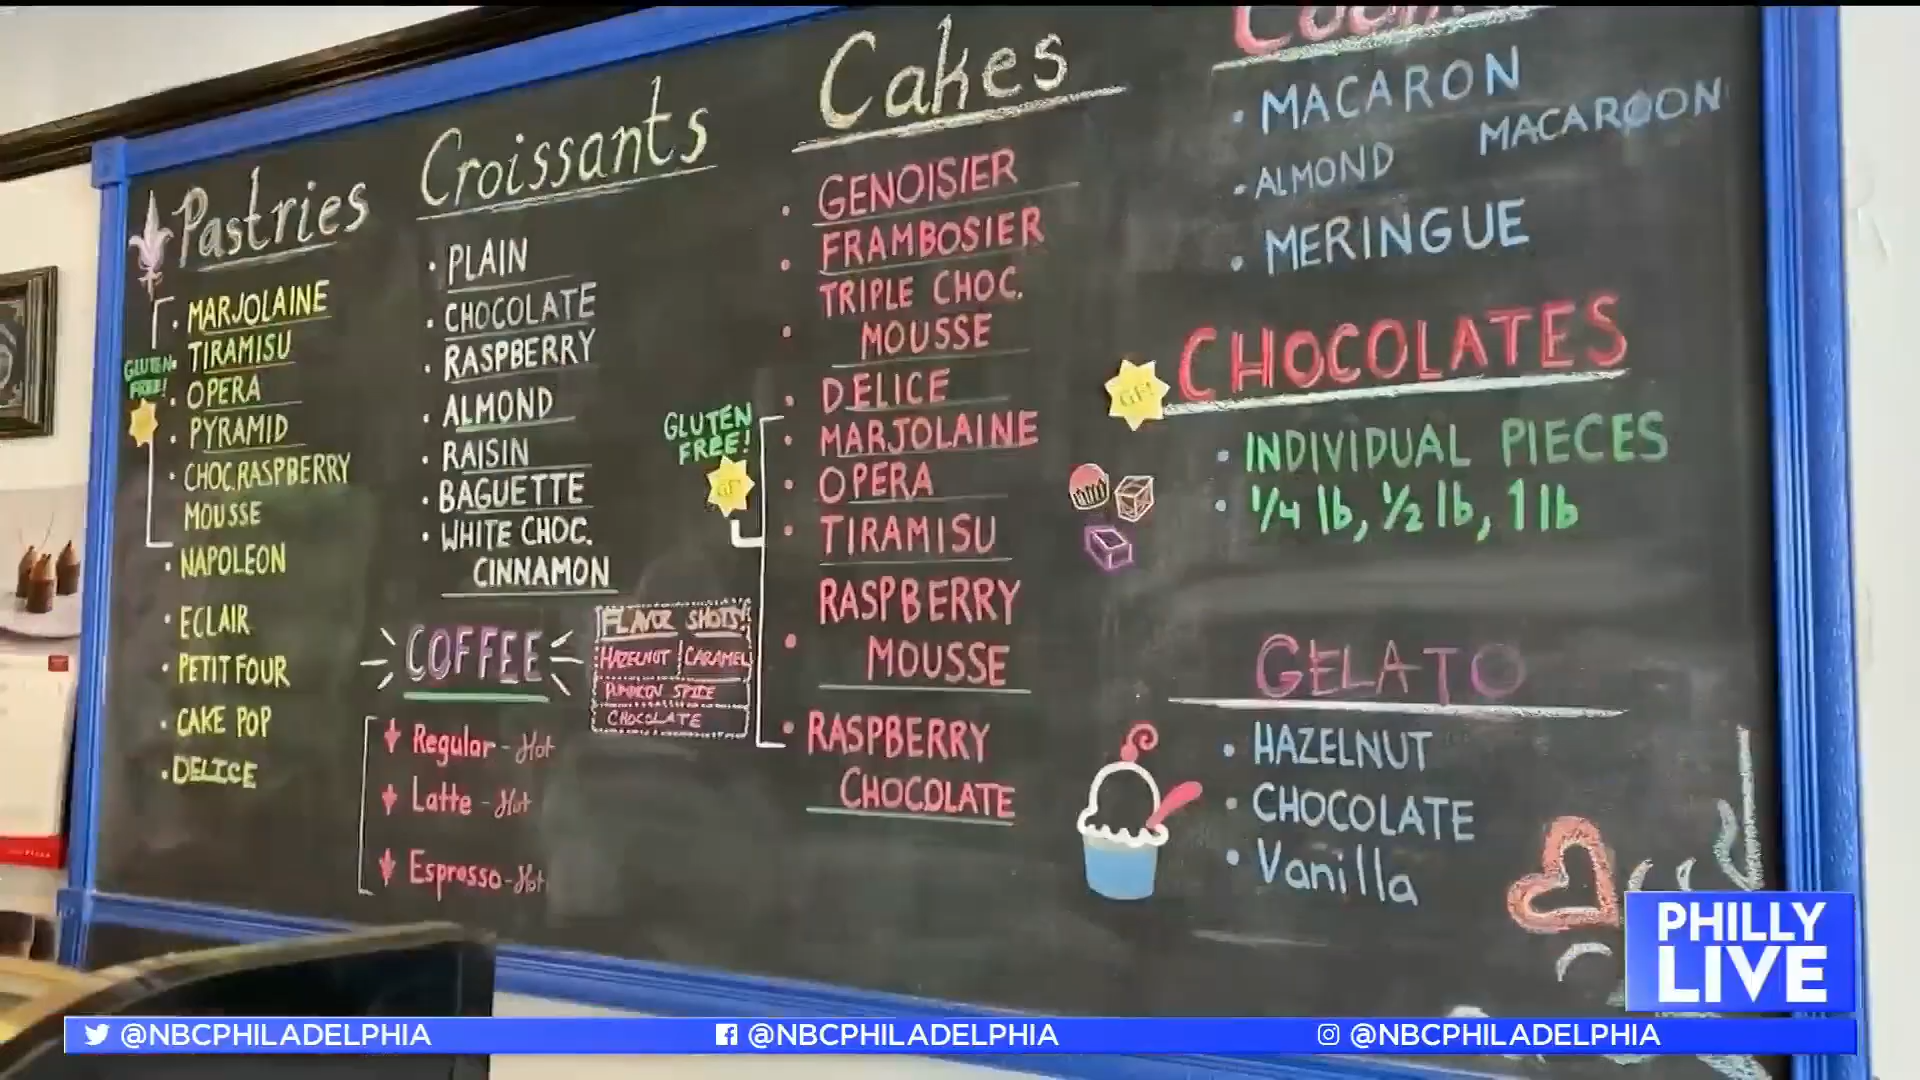 Pastries
GLUTEN
FREE!
MARJOLAINE
TIRAMISU
OPERA
PYRAMID
CHOC.RASPBERRY
MOUSSE
NAPOLEON
ECLAIR
PETIT FOUR
CAKE POP
DELICE
Croissants
PLAIN
CHOCOLATE
RASPBERRY
ALMOND
RAISIN
BAGUETTE
WHITE CHOC.
CINNAMON
COFFEE
Regular - Hot
Latte - Hot
Espresso - Hot
FLAVOR SHOTS!
HAZELNUT CARAMEL
PUMPKIN SPICE
CHOCOLATE
Cakes
GENOISIER
FRAMBOSIER
TRIPLE CHOC.
MOUSSE
DELICE
GLUTEN
FREE!
GF
MARJOLAINE
OPERA
TIRAMISU
RASPBERRY
MOUSSE
RASPBERRY
CHOCOLATE
MACARON
ALMOND MACAROON
MERINGUE
GF!
CHOCOLATES
INDIVIDUAL PIECES
1/4 lb, 1/2 lb, 1 lb
GELATO
HAZELNUT
CHOCOLATE
Vanilla
PHILLY
LIVE
@NBCPHILADELPHIA @NBCPHILADELPHIA @NBCPHILADELPHIA